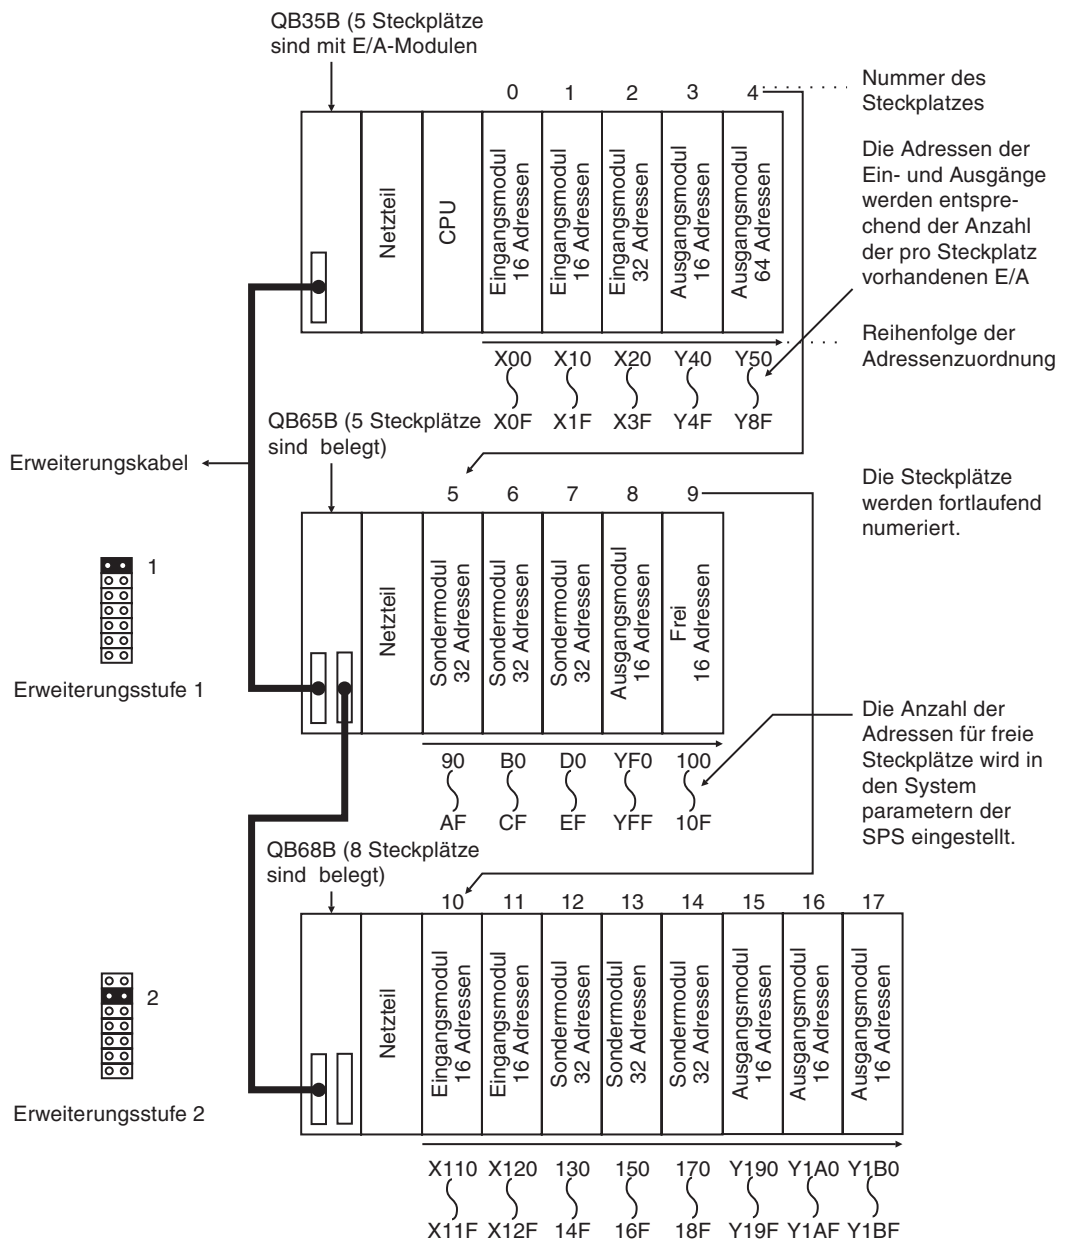 QB35B (5 Steckplätze
sind mit E/A-Modulen
0 1 2 3 4
Nummer des
Steckplatzes
Netzteil
CPU
Eingangsmodul
16 Adressen
Eingangsmodul
16 Adressen
Eingangsmodul
32 Adressen
Ausgangsmodul
16 Adressen
Ausgangsmodul
64 Adressen
Die Adressen der
Ein- und Ausgänge
werden entspre-
chend der Anzahl
der pro Steckplatz
vorhandenen E/A
Reihenfolge der
Adressenzuordnung
X00 X10 X20 Y40 Y50
X0F X1F X3F Y4F Y8F
QB65B (5 Steckplätze
sind belegt)
Erweiterungskabel
5 6 7 8 9
Die Steckplätze
werden fortlaufend
numeriert.
1
Erweiterungsstufe 1
Netzteil
Sondermodul
32 Adressen
Sondermodul
32 Adressen
Sondermodul
32 Adressen
Ausgangsmodul
16 Adressen
Frei
16 Adressen
Die Anzahl der
Adressen für freie
Steckplätze wird in
den System
parametern der
SPS eingestellt.
90 B0 D0 YF0 100
AF CF EF YFF 10F
QB68B (8 Steckplätze
sind belegt)
10 11 12 13 14 15 16 17
2
Erweiterungsstufe 2
Netzteil
Eingangsmodul
16 Adressen
Eingangsmodul
16 Adressen
Sondermodul
32 Adressen
Sondermodul
32 Adressen
Sondermodul
32 Adressen
Ausgangsmodul
16 Adressen
Ausgangsmodul
16 Adressen
Ausgangsmodul
16 Adressen
X110 X120 130 150 170 Y190 Y1A0 Y1B0
X11F X12F 14F 16F 18F Y19F Y1AF Y1BF